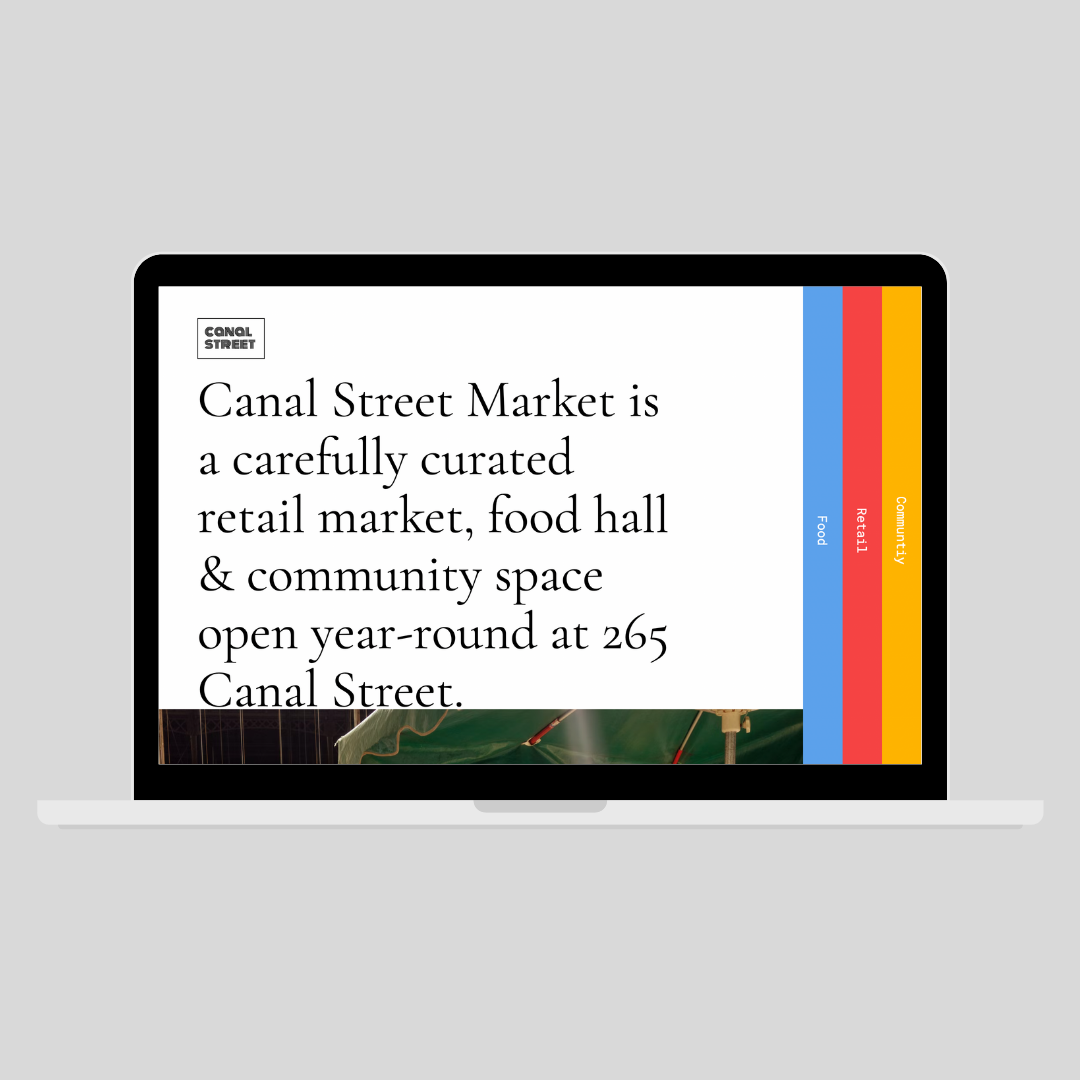 CANAL
STREET
Canal Street Market is
a carefully curated
retail market, food hall
& community space
open year-round at 265
Canal Street.
Food
Retail
Communtiy